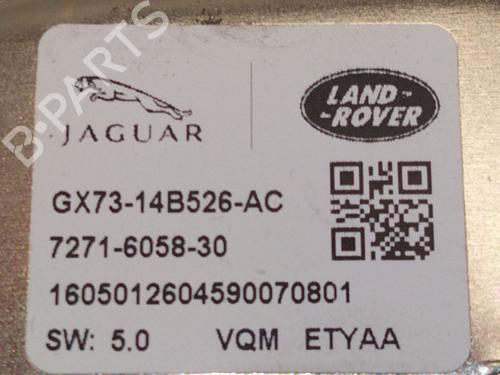 B-PARTS
JAGUAR
LAND-
-ROVER
GX73-14B526-AC
7271-6058-30
1605012604590070801
SW: 5.0 VQM ETYAA